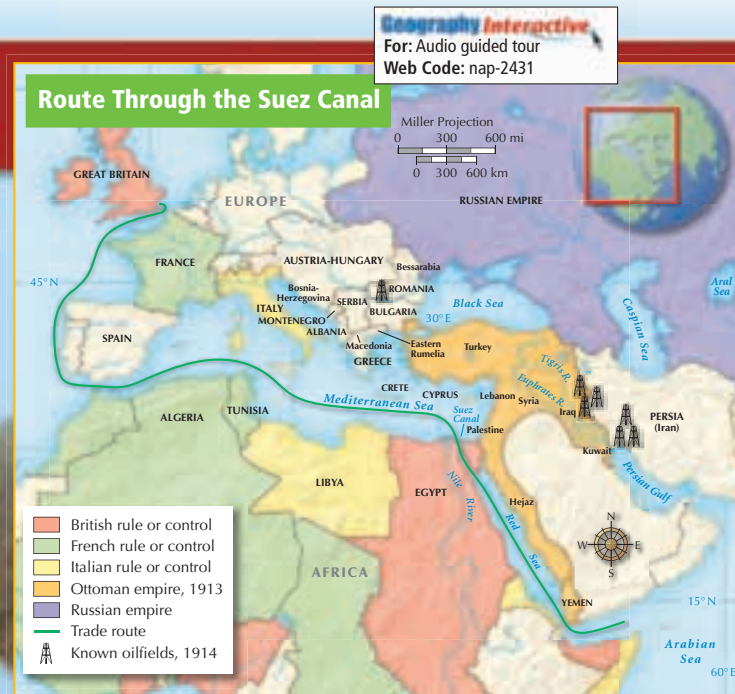 Geography Interactive
For: Audio guided tour
Web Code: nap-2431
Route Through the Suez Canal
Miller Projection
0 300 600 mi
0 300 600 km
GREAT BRITAIN
EUROPE
RUSSIAN EMPIRE
FRANCE
AUSTRIA-HUNGARY
Bessarabia
45°N
Aral
Sea
Bosnia-
Herzegovina
ROMANIA
SERBIA
ITALY
MONTENEGRO
BULGARIA
Black Sea
Caspian Sea
30°E
ALBANIA
SPAIN
Macedonia
Eastern
Rumelia
Turkey
GREECE
Tigris R.
CRETE
CYPRUS
Lebanon
Syria
Euphrates R.
Mediterranean Sea
Iraq
ALGERIA
TUNISIA
Suez
Canal
Palestine
PERSIA
(Iran)
Kuwait
Persian Gulf
LIBYA
EGYPT
Nile
River
Hejaz
Red
Sea
N
W
E
S
British rule or control
French rule or control
Italian rule or control
Ottoman empire, 1913
Russian empire
Trade route
Known oilfields, 1914
AFRICA
YEMEN
15°N
Arabian
Sea
60°E